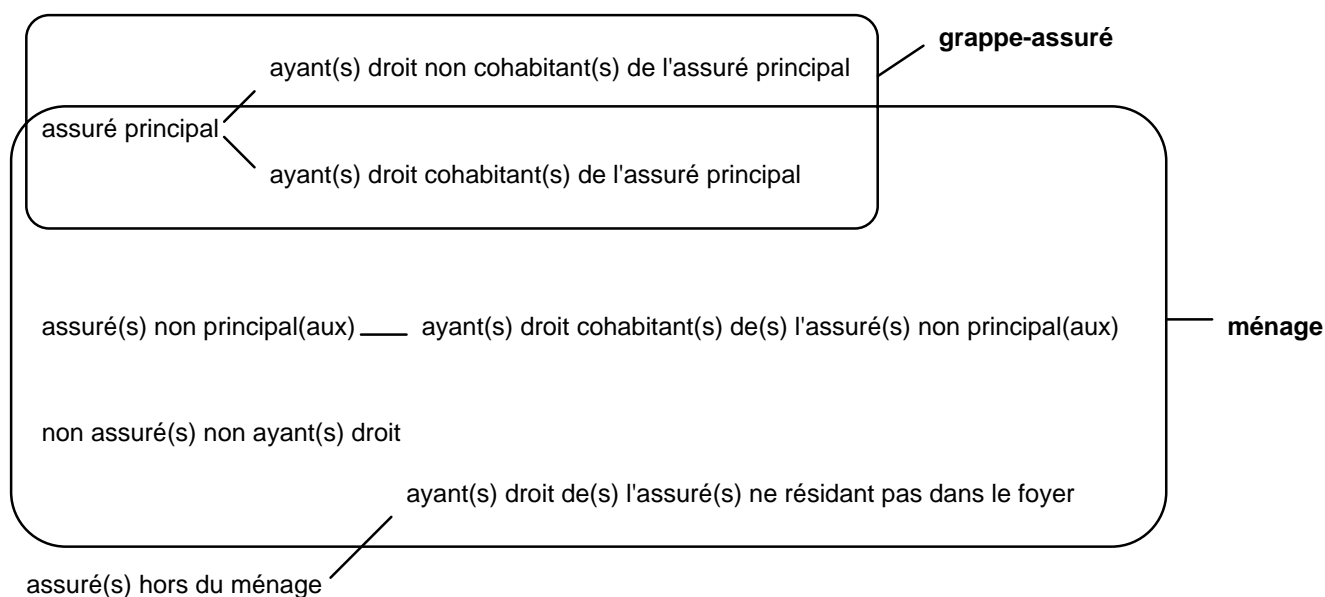 grappe-assuré
ayant(s) droit non cohabitant(s) de l'assuré principal
assuré principal
ayant(s) droit cohabitant(s) de l'assuré principal
assuré(s) non principal(aux) ayant(s) droit cohabitant(s) de(s) l'assuré(s) non principal(aux) ménage
non assuré(s) non ayant(s) droit
ayant(s) droit de(s) l'assuré(s) ne résidant pas dans le foyer
assuré(s) hors du ménage